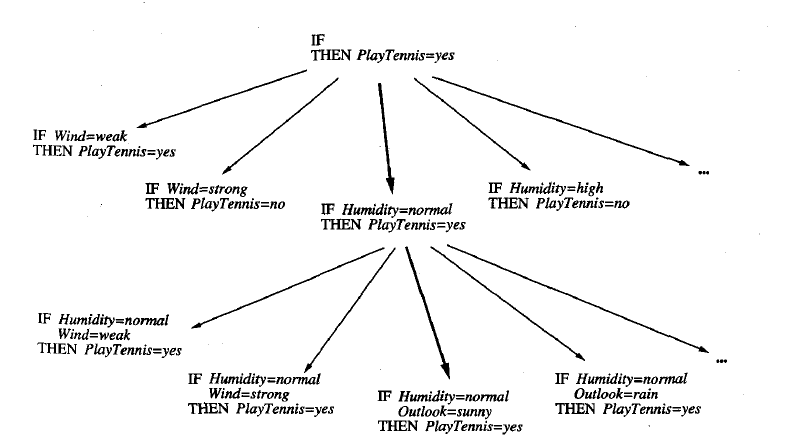 IF
THEN PlayTennis=yes
IF Wind=weak
THEN PlayTennis=yes
IF Wind=strong
THEN PlayTennis=no
IF Humidity=normal
THEN PlayTennis=yes
IF Humidity=high
THEN PlayTennis=no
...
IF Humidity=normal
Wind=weak
THEN PlayTennis=yes
IF Humidity=normal
Wind=strong
THEN PlayTennis=yes
IF Humidity=normal
Outlook=sunny
THEN PlayTennis=yes
IF Humidity=normal
Outlook=rain
THEN PlayTennis=yes
...